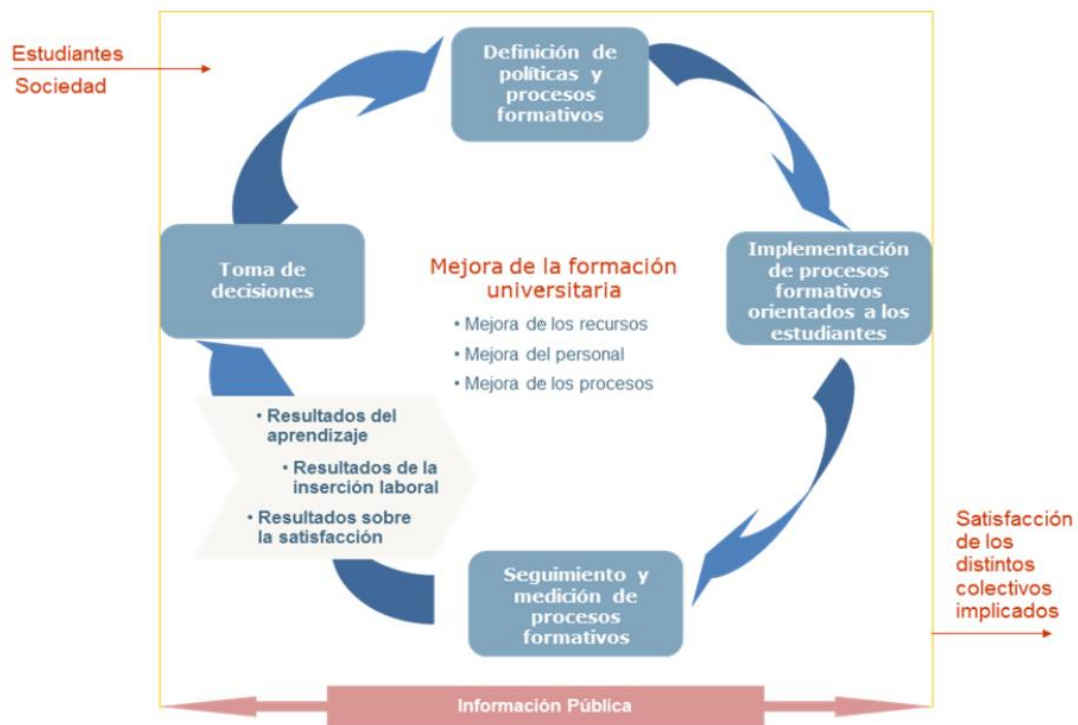 Estudiantes
Sociedad
Definición de
políticas y
procesos
formativos
Toma de
decisiones
Mejora de la formación
universitaria
• Mejora de los recursos
• Mejora del personal
• Mejora de los procesos
Implementación
de procesos
formativos
orientados a los
estudiantes
• Resultados del
aprendizaje
• Resultados de la
inserción laboral
• Resultados sobre
la satisfacción
Seguimiento y
medición de
procesos
formativos
Satisfacción
de los
distintos
colectivos
implicados
Información Pública